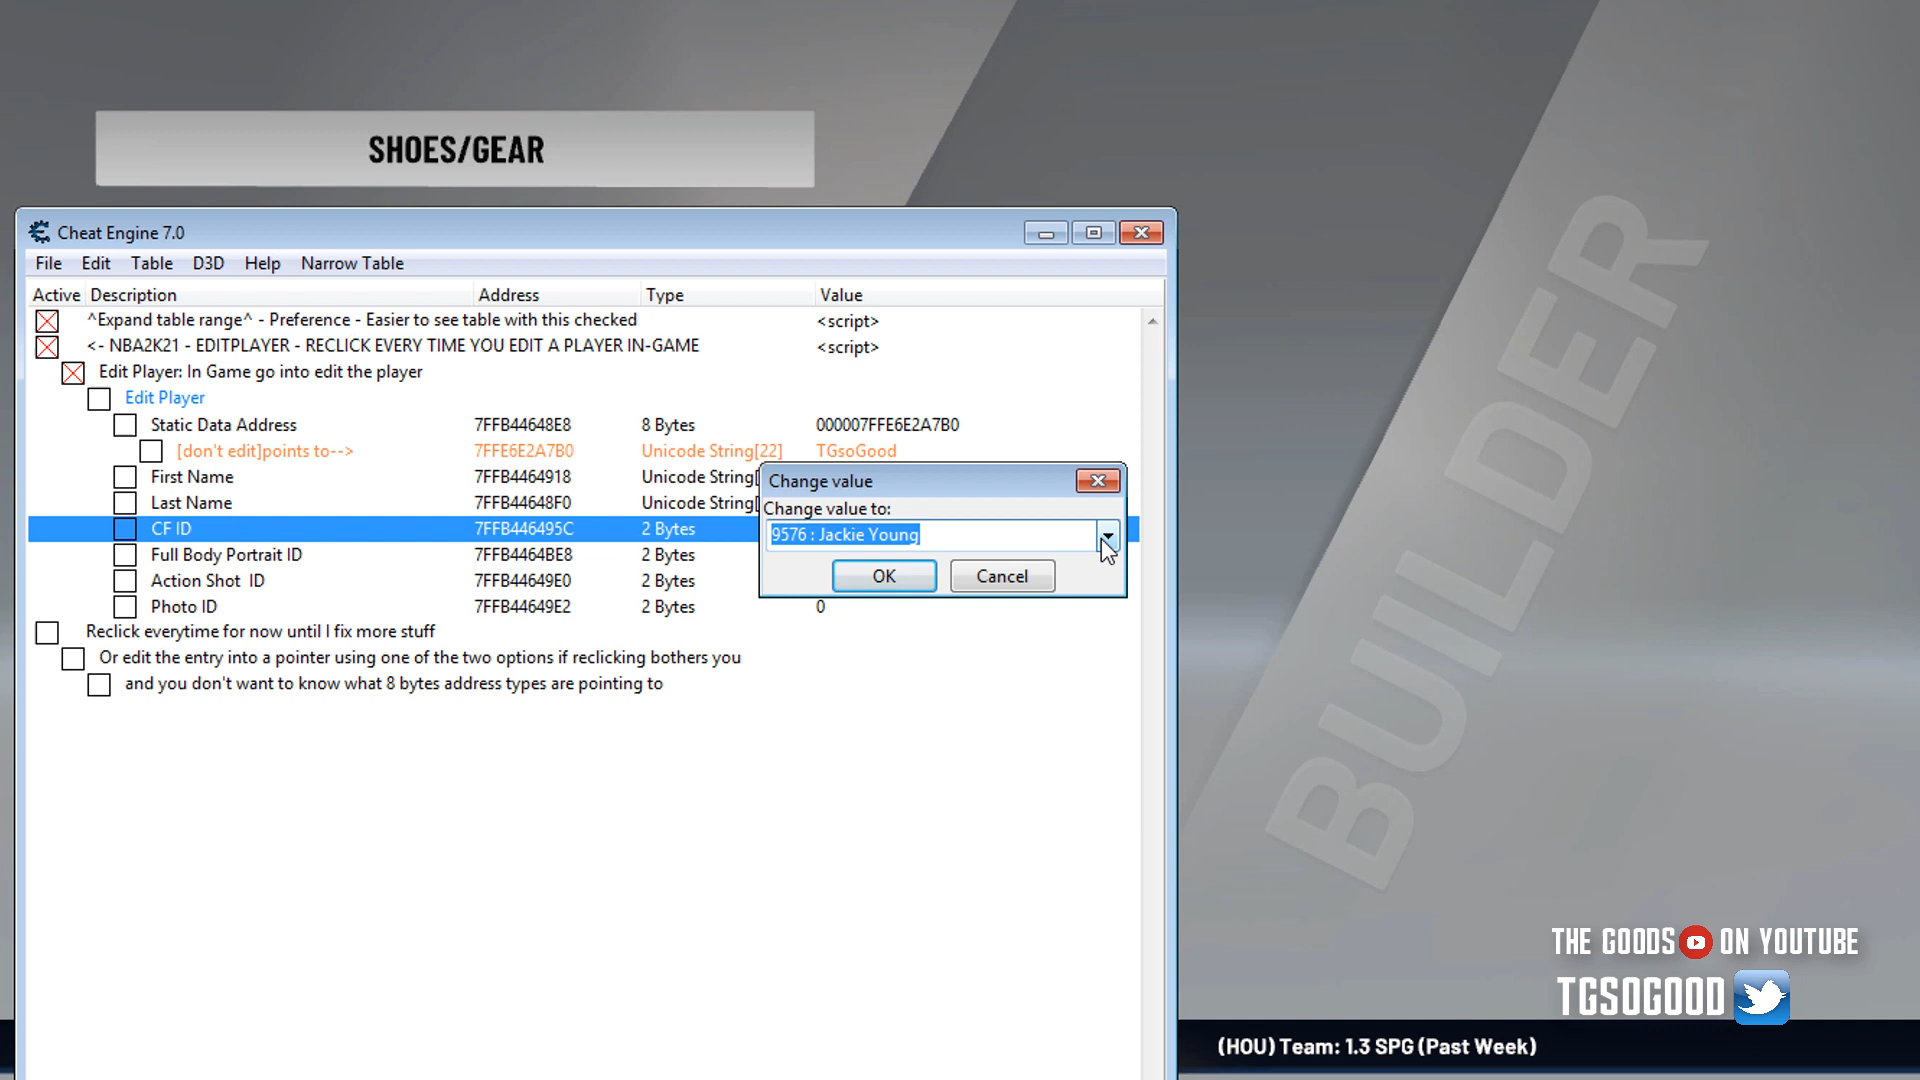 SHOES/GEAR
Cheat Engine 7.0
File Edit Table D3D Help Narrow Table
Active Description Address Type Value
^Expand table range^ - Preference - Easier to see table with this checked <script>
<- NBA2K21 - EDITPLAYER - RECLICK EVERY TIME YOU EDIT A PLAYER IN-GAME <script>
Edit Player: In Game go into edit the player
Edit Player
Static Data Address 7FFB44648E8 8 Bytes 000007FFE6E2A7B0
[don't edit]points to--> 7FFE6E2A7B0 Unicode String[22] TGsoGood
First Name 7FFB4464918 Unicode String[
Last Name 7FFB44648F0 Unicode String[
CF ID 7FFB446495C 2 Bytes
Full Body Portrait ID 7FFB4464BE8 2 Bytes
Action Shot ID 7FFB44649E0 2 Bytes
Photo ID 7FFB44649E2 2 Bytes 0
Reclick everytime for now until I fix more stuff
Or edit the entry into a pointer using one of the two options if reclicking bothers you
and you don't want to know what 8 bytes address types are pointing to
Change value
Change value to:
9576 : Jackie Young
OK Cancel
BUILDER
THE GOODS ON YOUTUBE
TGSOGOOD
(HOU) Team: 1.3 SPG (Past Week)